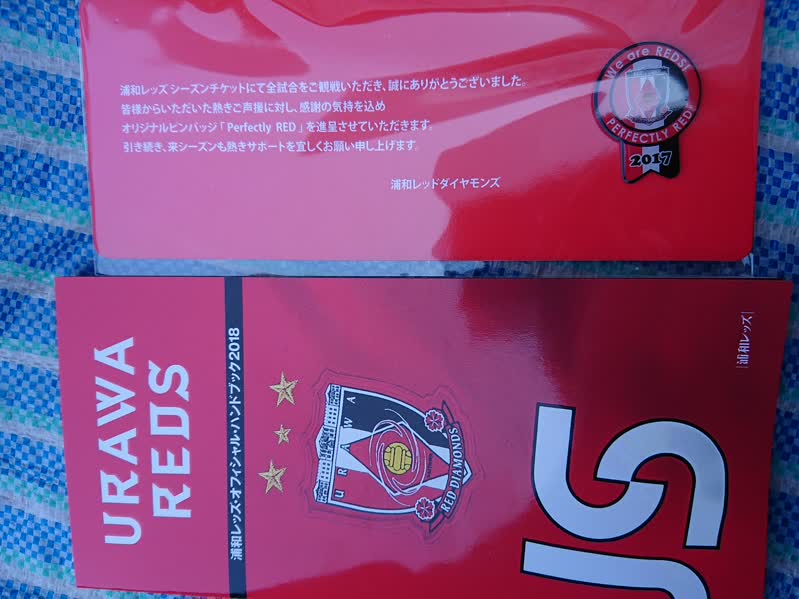 浦和レッズ シーズンチケットにて全試合をご観戦いただき、誠にありがとうございました。
皆様からいただいた熱きご声援に対し、感謝の気持を込め
オリジナルピンバッジ「Perfectly RED」を進呈させていただきます。
引き続き、来シーズンも熱きサポートを宜しくお願い申し上げます。
浦和レッドダイヤモンズ
We are REDS!
PERFECTLY RED!
2017
URAWA
REDS
浦和レッズ・オフィシャル・ハンドブック2018
URAWA
RED DIAMONDS
|浦和レッズ|